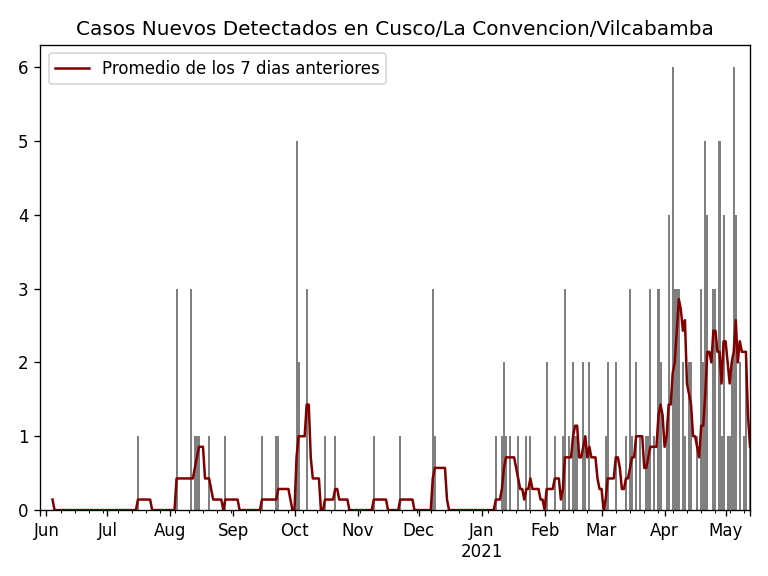 Casos Nuevos Detectados en Cusco/La Convencion/Vilcabamba
Promedio de los 7 dias anteriores
6
5
4
3
2
1
0
Jun Jul Aug Sep Oct Nov Dec Jan Feb Mar Apr May
2021